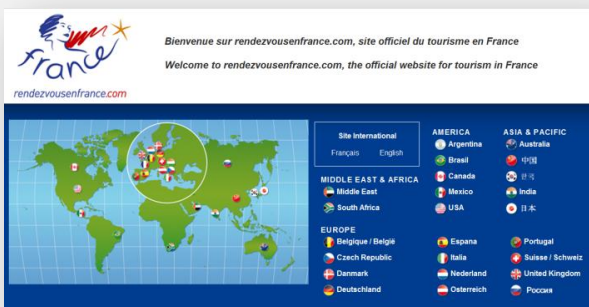 france
rendezvousenfrance.com
Bienvenue sur rendezvousenfrance.com, site officiel du tourisme en France
Welcome to rendezvousenfrance.com, the official website for tourism in France
Site International
Français English
MIDDLE EAST & AFRICA
Middle East
South Africa
AMERICA
Argentina
Brasil
Canada
Mexico
USA
ASIA & PACIFIC
Australia
中国
한국
India
日本
EUROPE
Belgique / België
Czech Republic
Danmark
Deutschland
Espana
Italia
Nederland
Osterreich
Portugal
Suisse / Schweiz
United Kingdom
Россия